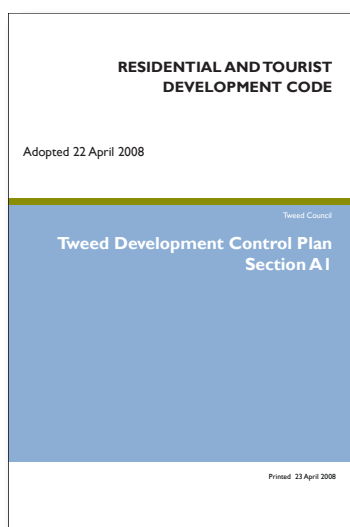 RESIDENTIAL AND TOURIST
DEVELOPMENT CODE
Adopted 22 April 2008
Tweed Council
Tweed Development Control Plan
Section A1
Printed 23 April 2008